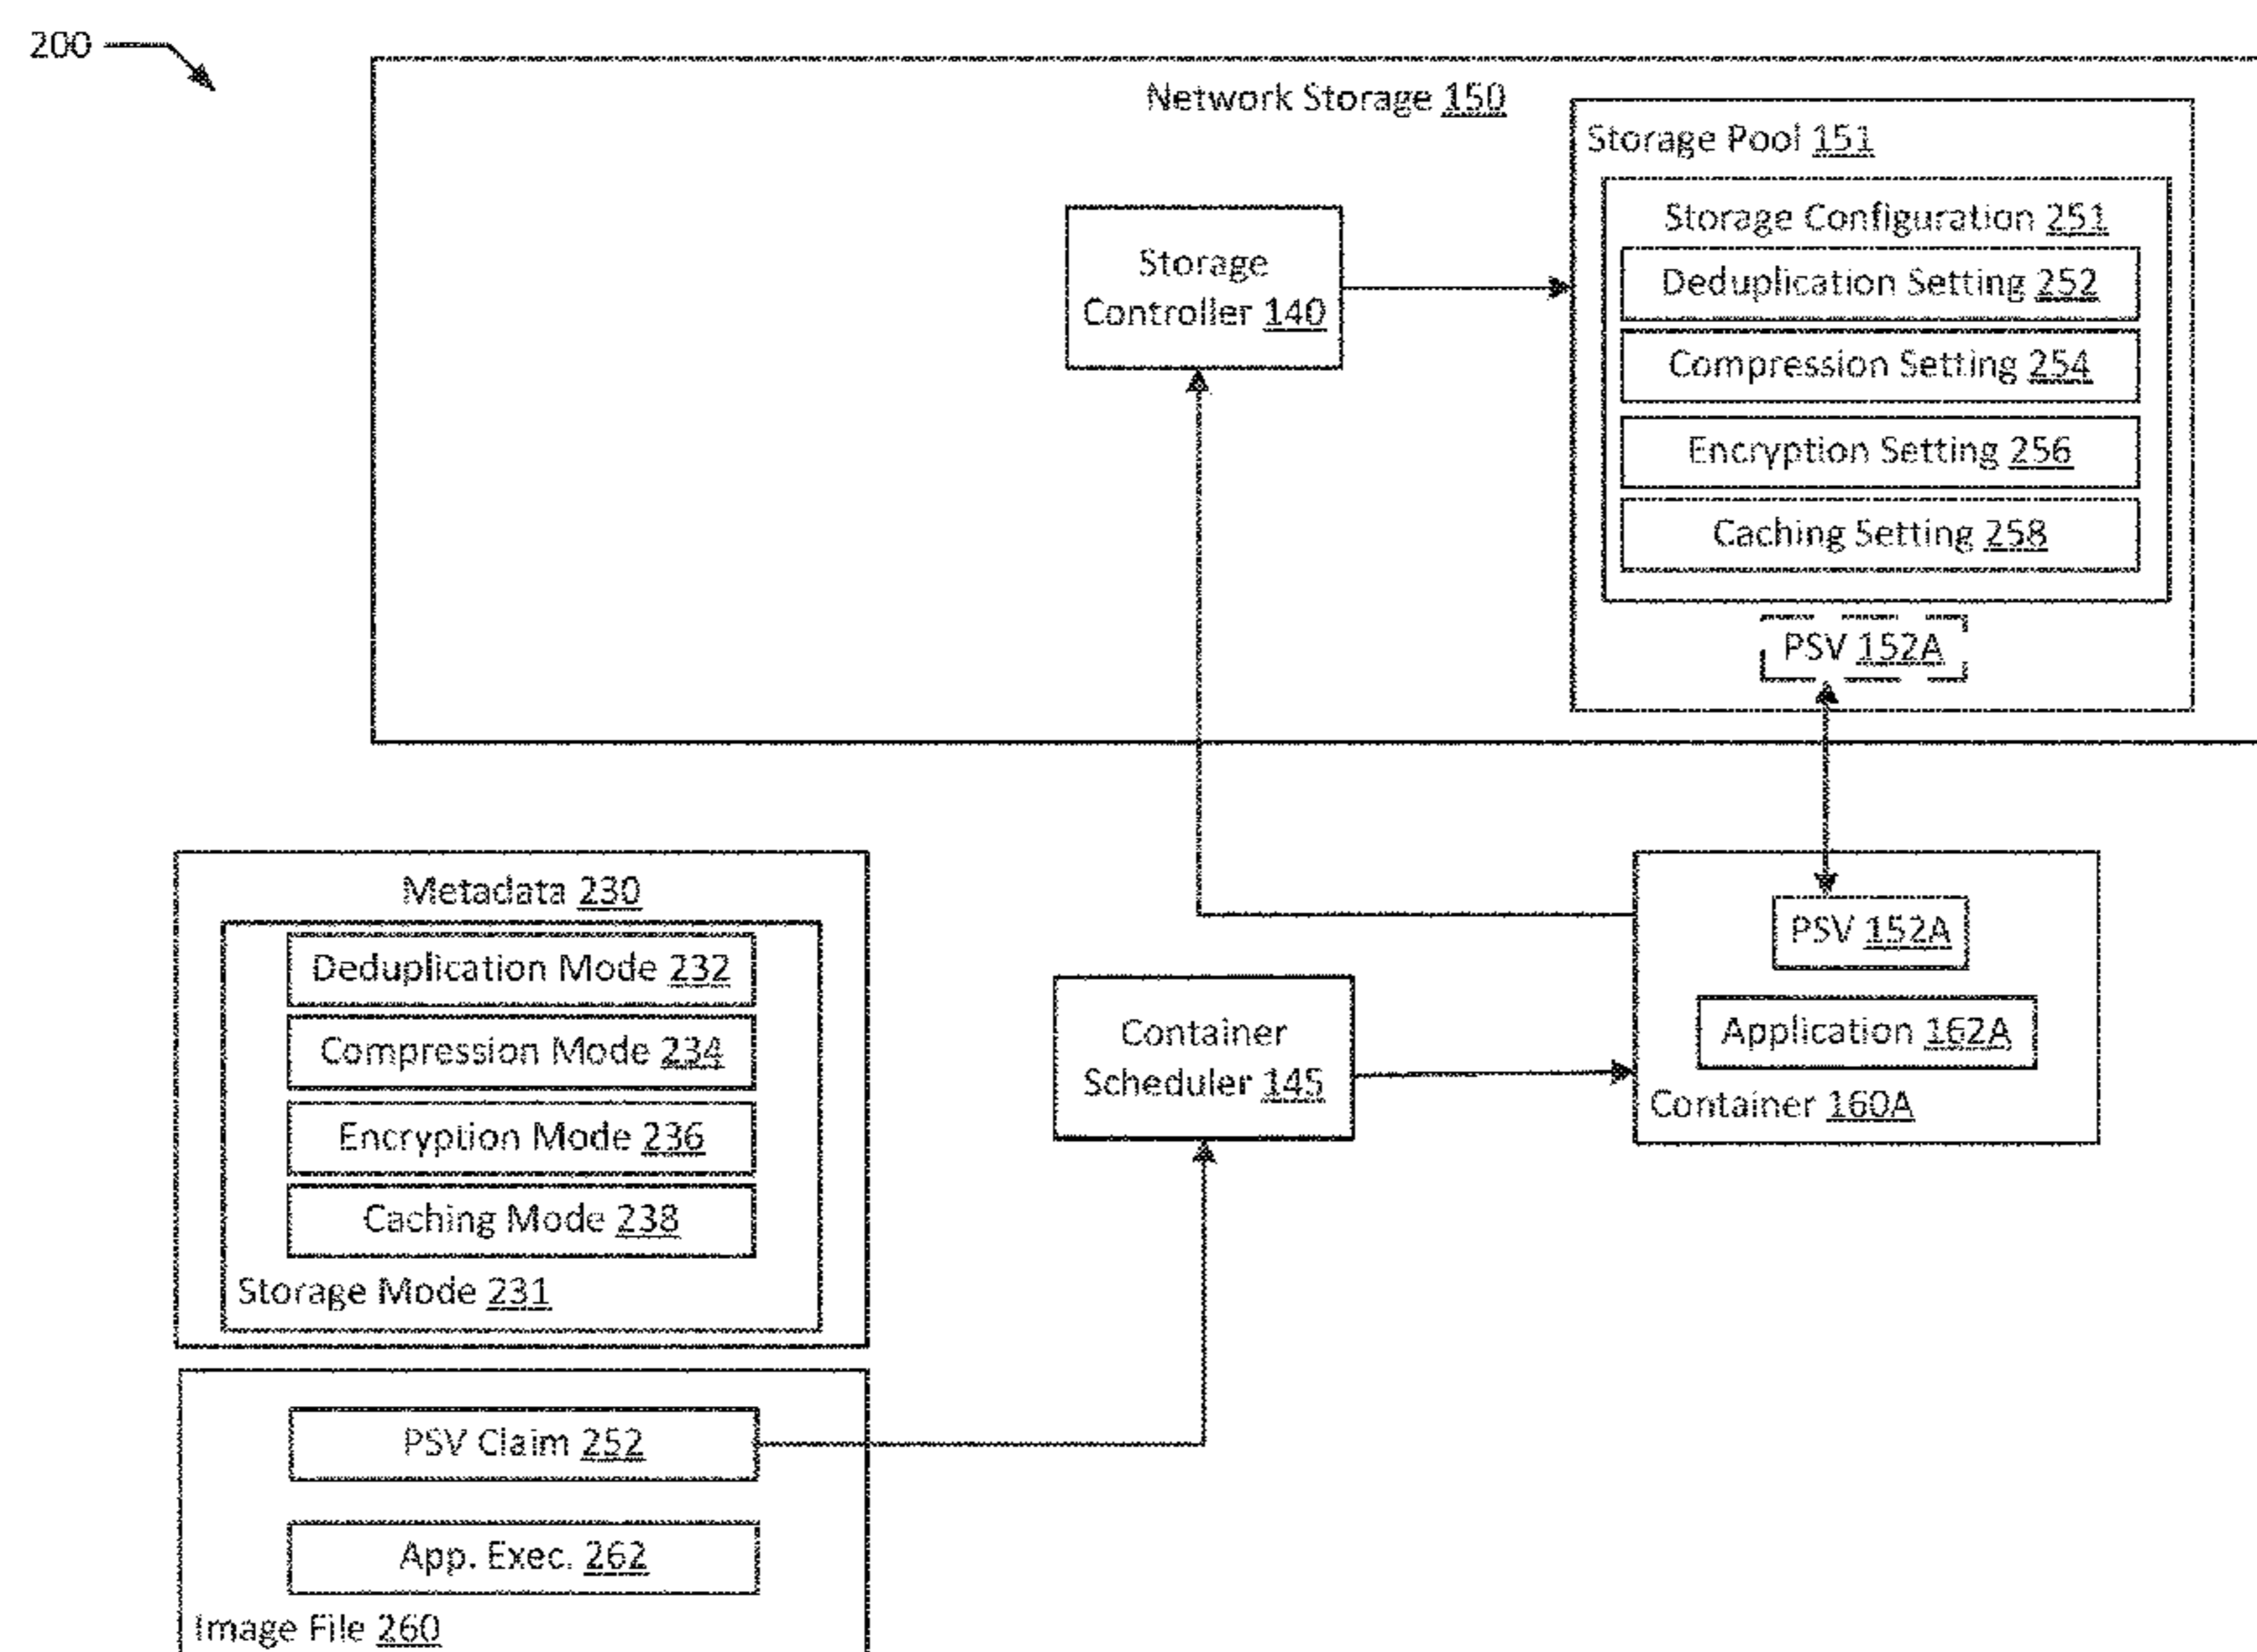 200
Network Storage 150
Storage Pool 151
Storage Configuration 251
Deduplication Setting 252
Compression Setting 254
Encryption Setting 256
Caching Setting 258
PSV 152A
Storage
Controller 140
Metadata 230
Deduplication Mode 232
Compression Mode 234
Encryption Mode 236
Caching Mode 238
Storage Mode 231
Container
Scheduler 145
PSV 152A
Application 162A
Container 160A
PSV Claim 252
App. Exec. 262
Image File 260